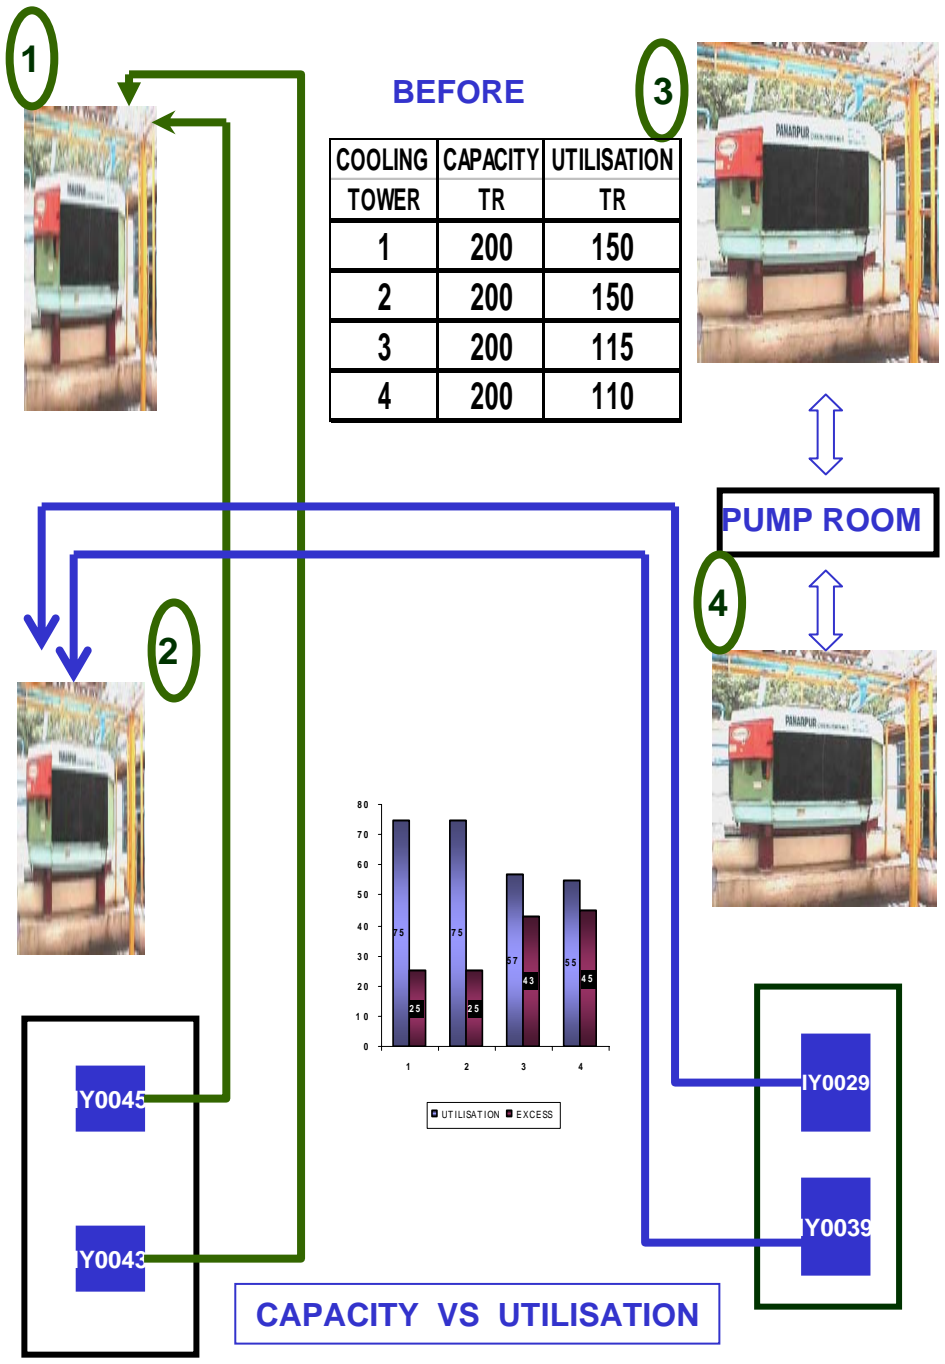 1
BEFORE
3
COOLING CAPACITY UTILISATION
TOWER TR TR
1 200 150
2 200 150
3 200 115
4 200 110
PANARPUR
PUMP ROOM
4
2
PANARPUR
80
70
60
50
40
30
20
10
0
75 25 75 25 57 43 55 45
1 2 3 4
UTILISATION EXCESS
IY0045
IY0029
IY0043
IY0039
CAPACITY VS UTILISATION